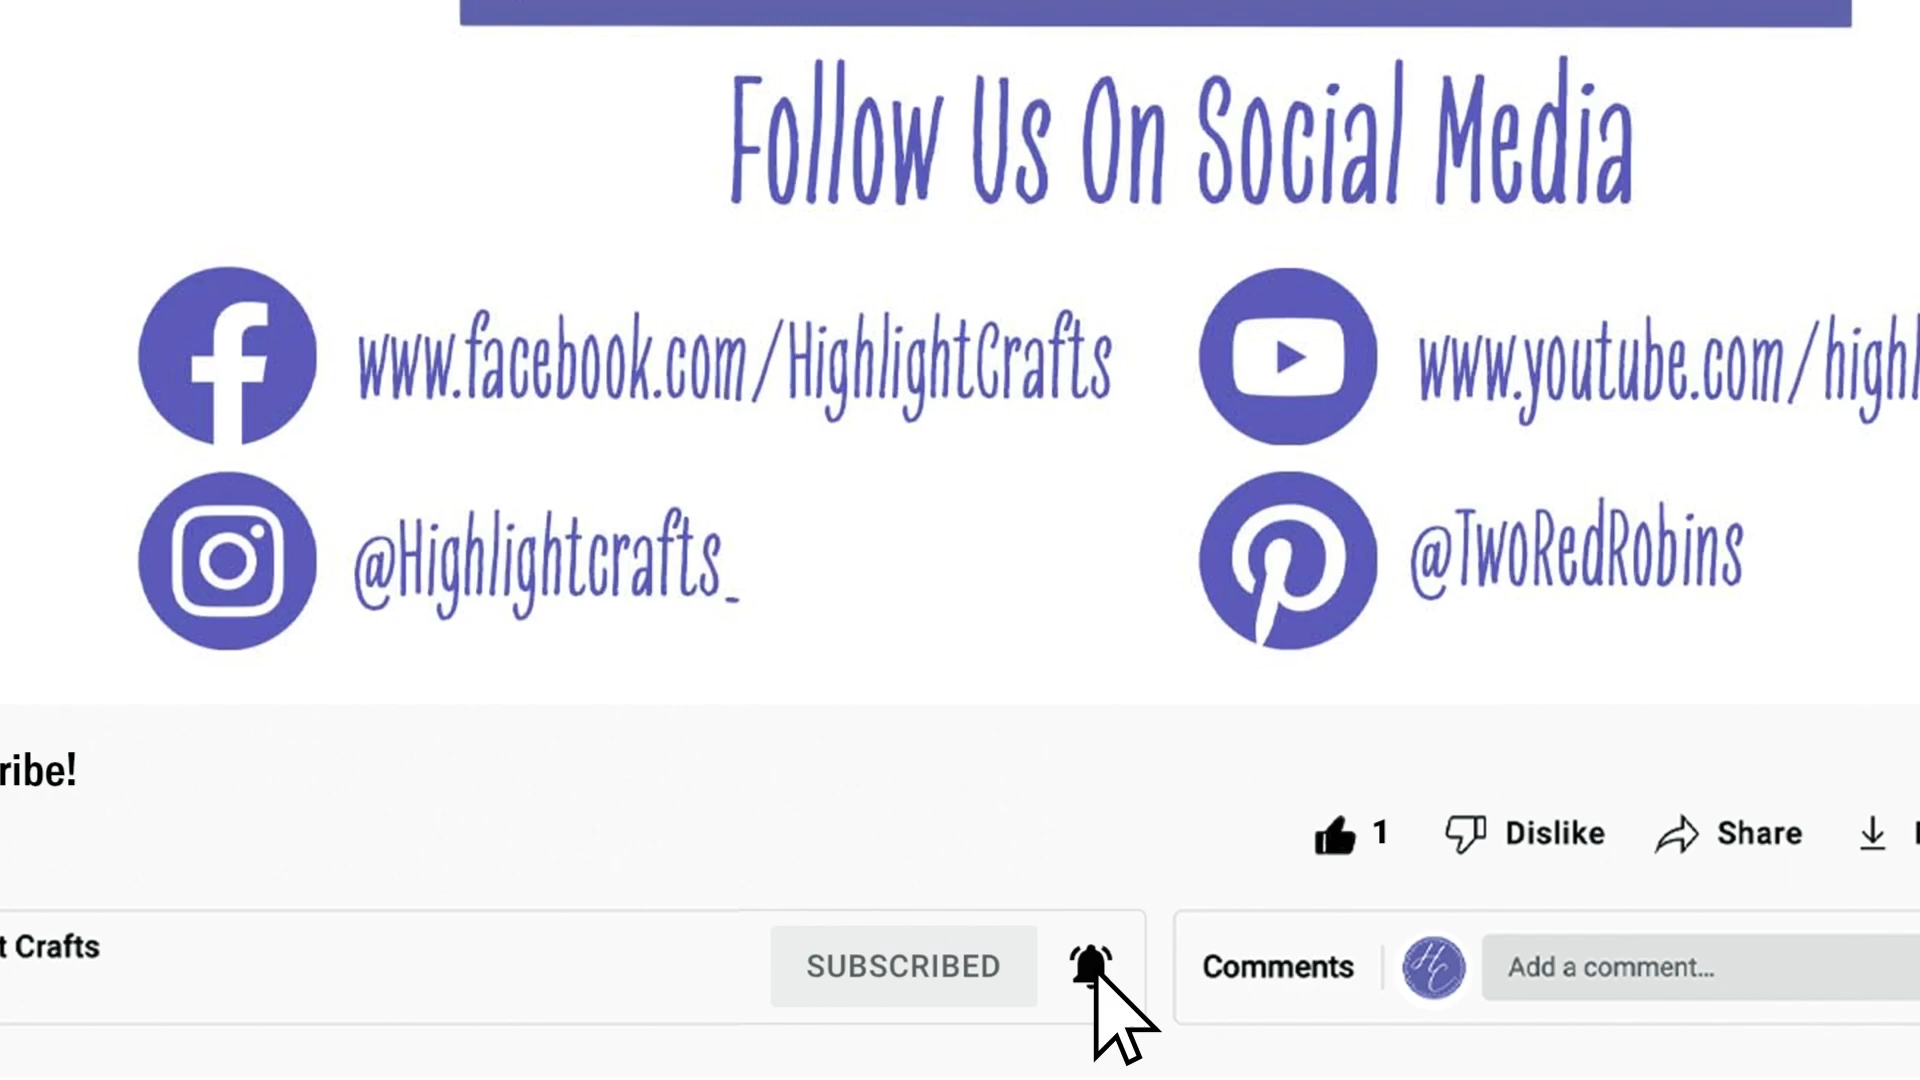 Follow Us On Social Media
www.facebook.com/HighlightCrafts
www.youtube.com/highl
@Highlightcrafts_
@TwoRedRobins
ribe!
1
Dislike
Share
t Crafts
SUBSCRIBED
Comments
HC
Add a comment...